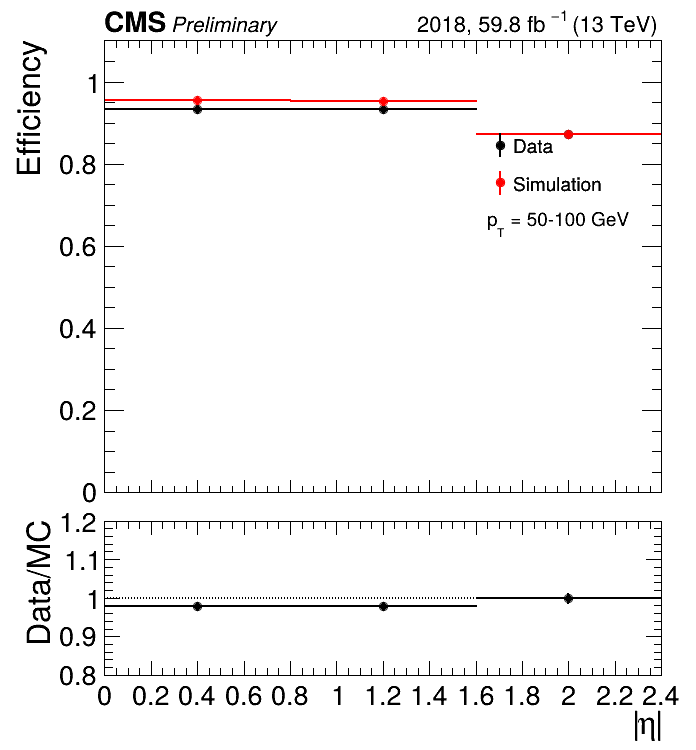 CMS Preliminary 2018, 59.8 fb⁻¹ (13 TeV)
Efficiency
1
0.8
0.6
0.4
0.2
0
Data
Simulation
p_T = 50-100 GeV
Data/MC
1.2
1.1
1
0.9
0.8
0 0.2 0.4 0.6 0.8 1 1.2 1.4 1.6 1.8 2 2.2 2.4
|η|